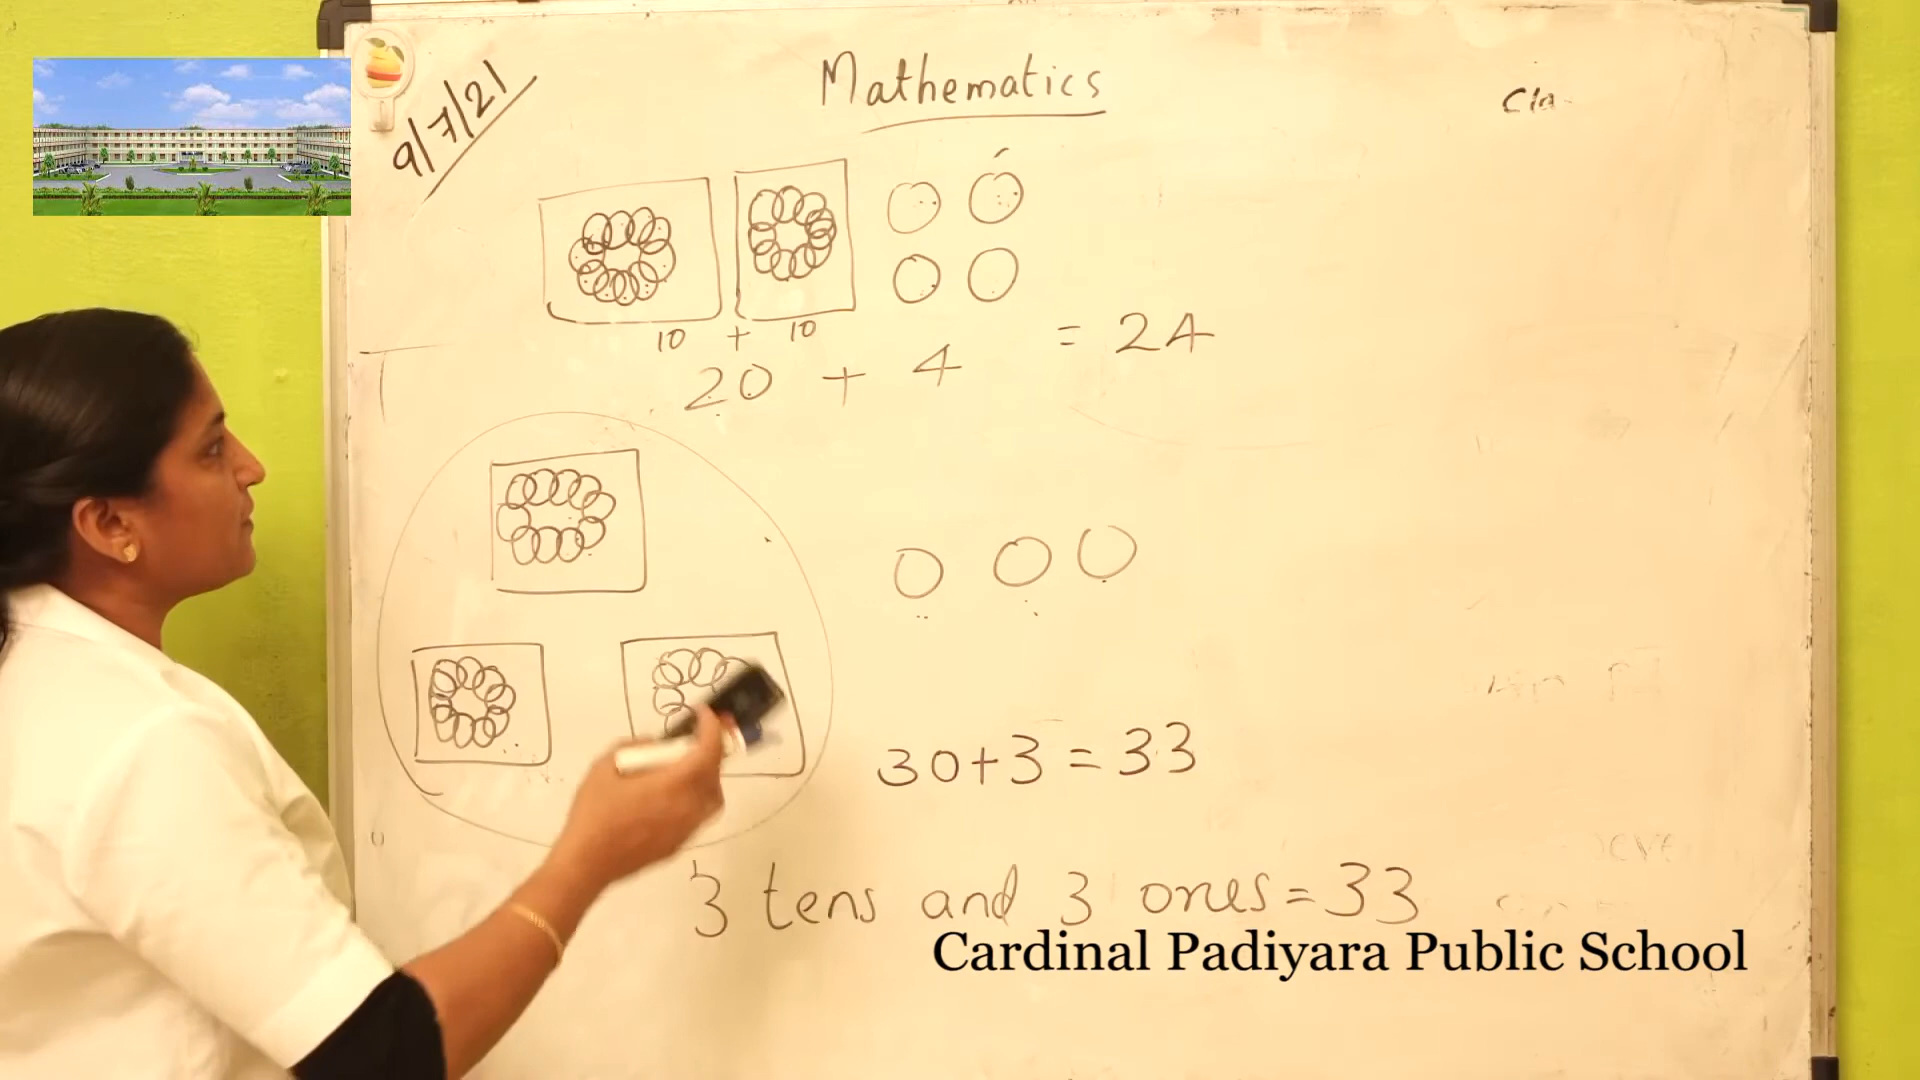 9/7/21
Mathematics
Cla
10 + 10
20 + 4 = 24
30+3 = 33
3 tens and 3 ones = 33
Cardinal Padiyara Public School